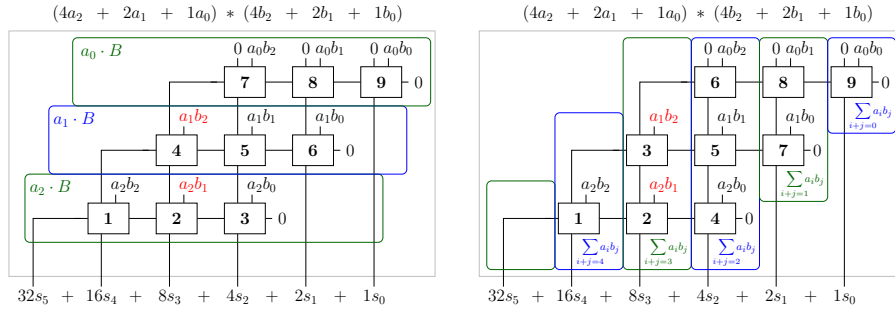 (4a₂ + 2a₁ + 1a₀) * (4b₂ + 2b₁ + 1b₀)
a₀ · B
0 a₀b₂ 0 a₀b₁ 0 a₀b₀
7 8 9 0
a₁ · B
a₁b₂ a₁b₁ a₁b₀
4 5 6 0
a₂ · B
a₂b₂ a₂b₁ a₂b₀
1 2 3 0
32s₅ + 16s₄ + 8s₃ + 4s₂ + 2s₁ + 1s₀
(4a₂ + 2a₁ + 1a₀) * (4b₂ + 2b₁ + 1b₀)
0 a₀b₂ 0 a₀b₁ 0 a₀b₀
6 8 9 0
∑ aᵢbⱼ
i+j=0
a₁b₂ a₁b₁ a₁b₀
3 5 7 0
∑ aᵢbⱼ
i+j=1
a₂b₂ a₂b₁ a₂b₀
1 2 4 0
∑ aᵢbⱼ ∑ aᵢbⱼ ∑ aᵢbⱼ
i+j=4 i+j=3 i+j=2
32s₅ + 16s₄ + 8s₃ + 4s₂ + 2s₁ + 1s₀